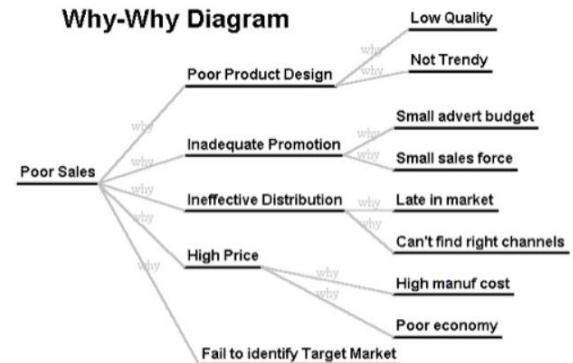 Why-Why Diagram
Low Quality
why
why
Not Trendy
Poor Product Design
why
Small advert budget
why
Inadequate Promotion
why
why
Small sales force
Poor Sales
why
Ineffective Distribution
why
Late in market
why
why
Can't find right channels
High Price
why
why
High manuf cost
why
Poor economy
Fail to identify Target Market